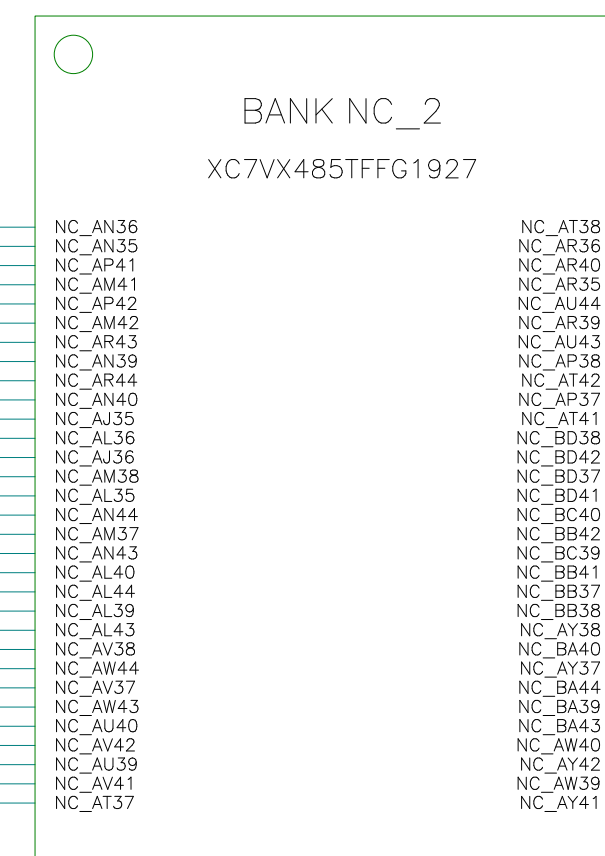 BANK NC_2
XC7VX485TFFG1927
NC_AN36 NC_AT38
NC_AN35 NC_AR36
NC_AP41 NC_AR40
NC_AM41 NC_AR35
NC_AP42 NC_AU44
NC_AM42 NC_AR39
NC_AR43 NC_AU43
NC_AN39 NC_AP38
NC_AR44 NC_AT42
NC_AN40 NC_AP37
NC_AJ35 NC_AT41
NC_AL36 NC_BD38
NC_AJ36 NC_BD42
NC_AM38 NC_BD37
NC_AL35 NC_BD41
NC_AN44 NC_BC40
NC_AM37 NC_BB42
NC_AN43 NC_BC39
NC_AL40 NC_BB41
NC_AL44 NC_BB37
NC_AL39 NC_BB38
NC_AL43 NC_AY38
NC_AV38 NC_BA40
NC_AW44 NC_AY37
NC_AV37 NC_BA44
NC_AW43 NC_BA39
NC_AU40 NC_BA43
NC_AV42 NC_AW40
NC_AU39 NC_AY42
NC_AV41 NC_AW39
NC_AT37 NC_AY41